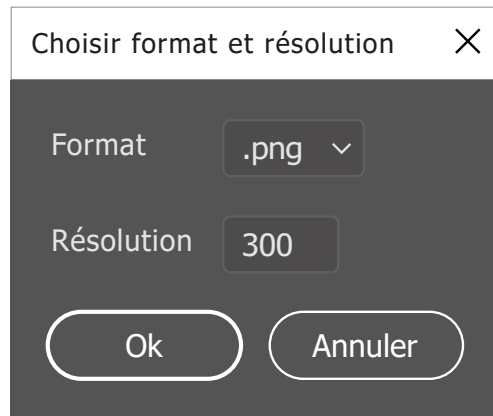 Choisir format et résolution
Format .png
Résolution 300
Ok Annuler